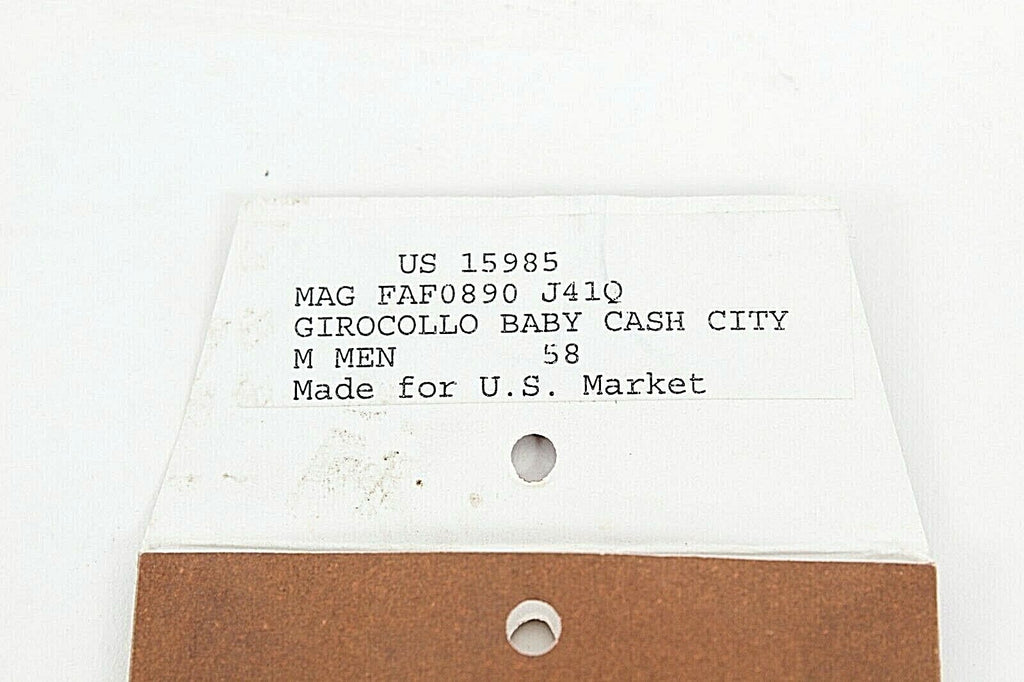 US 15985
MAG FAF0890 J41Q
GIROCOLLO BABY CASH CITY
M MEN 58
Made for U.S. Market